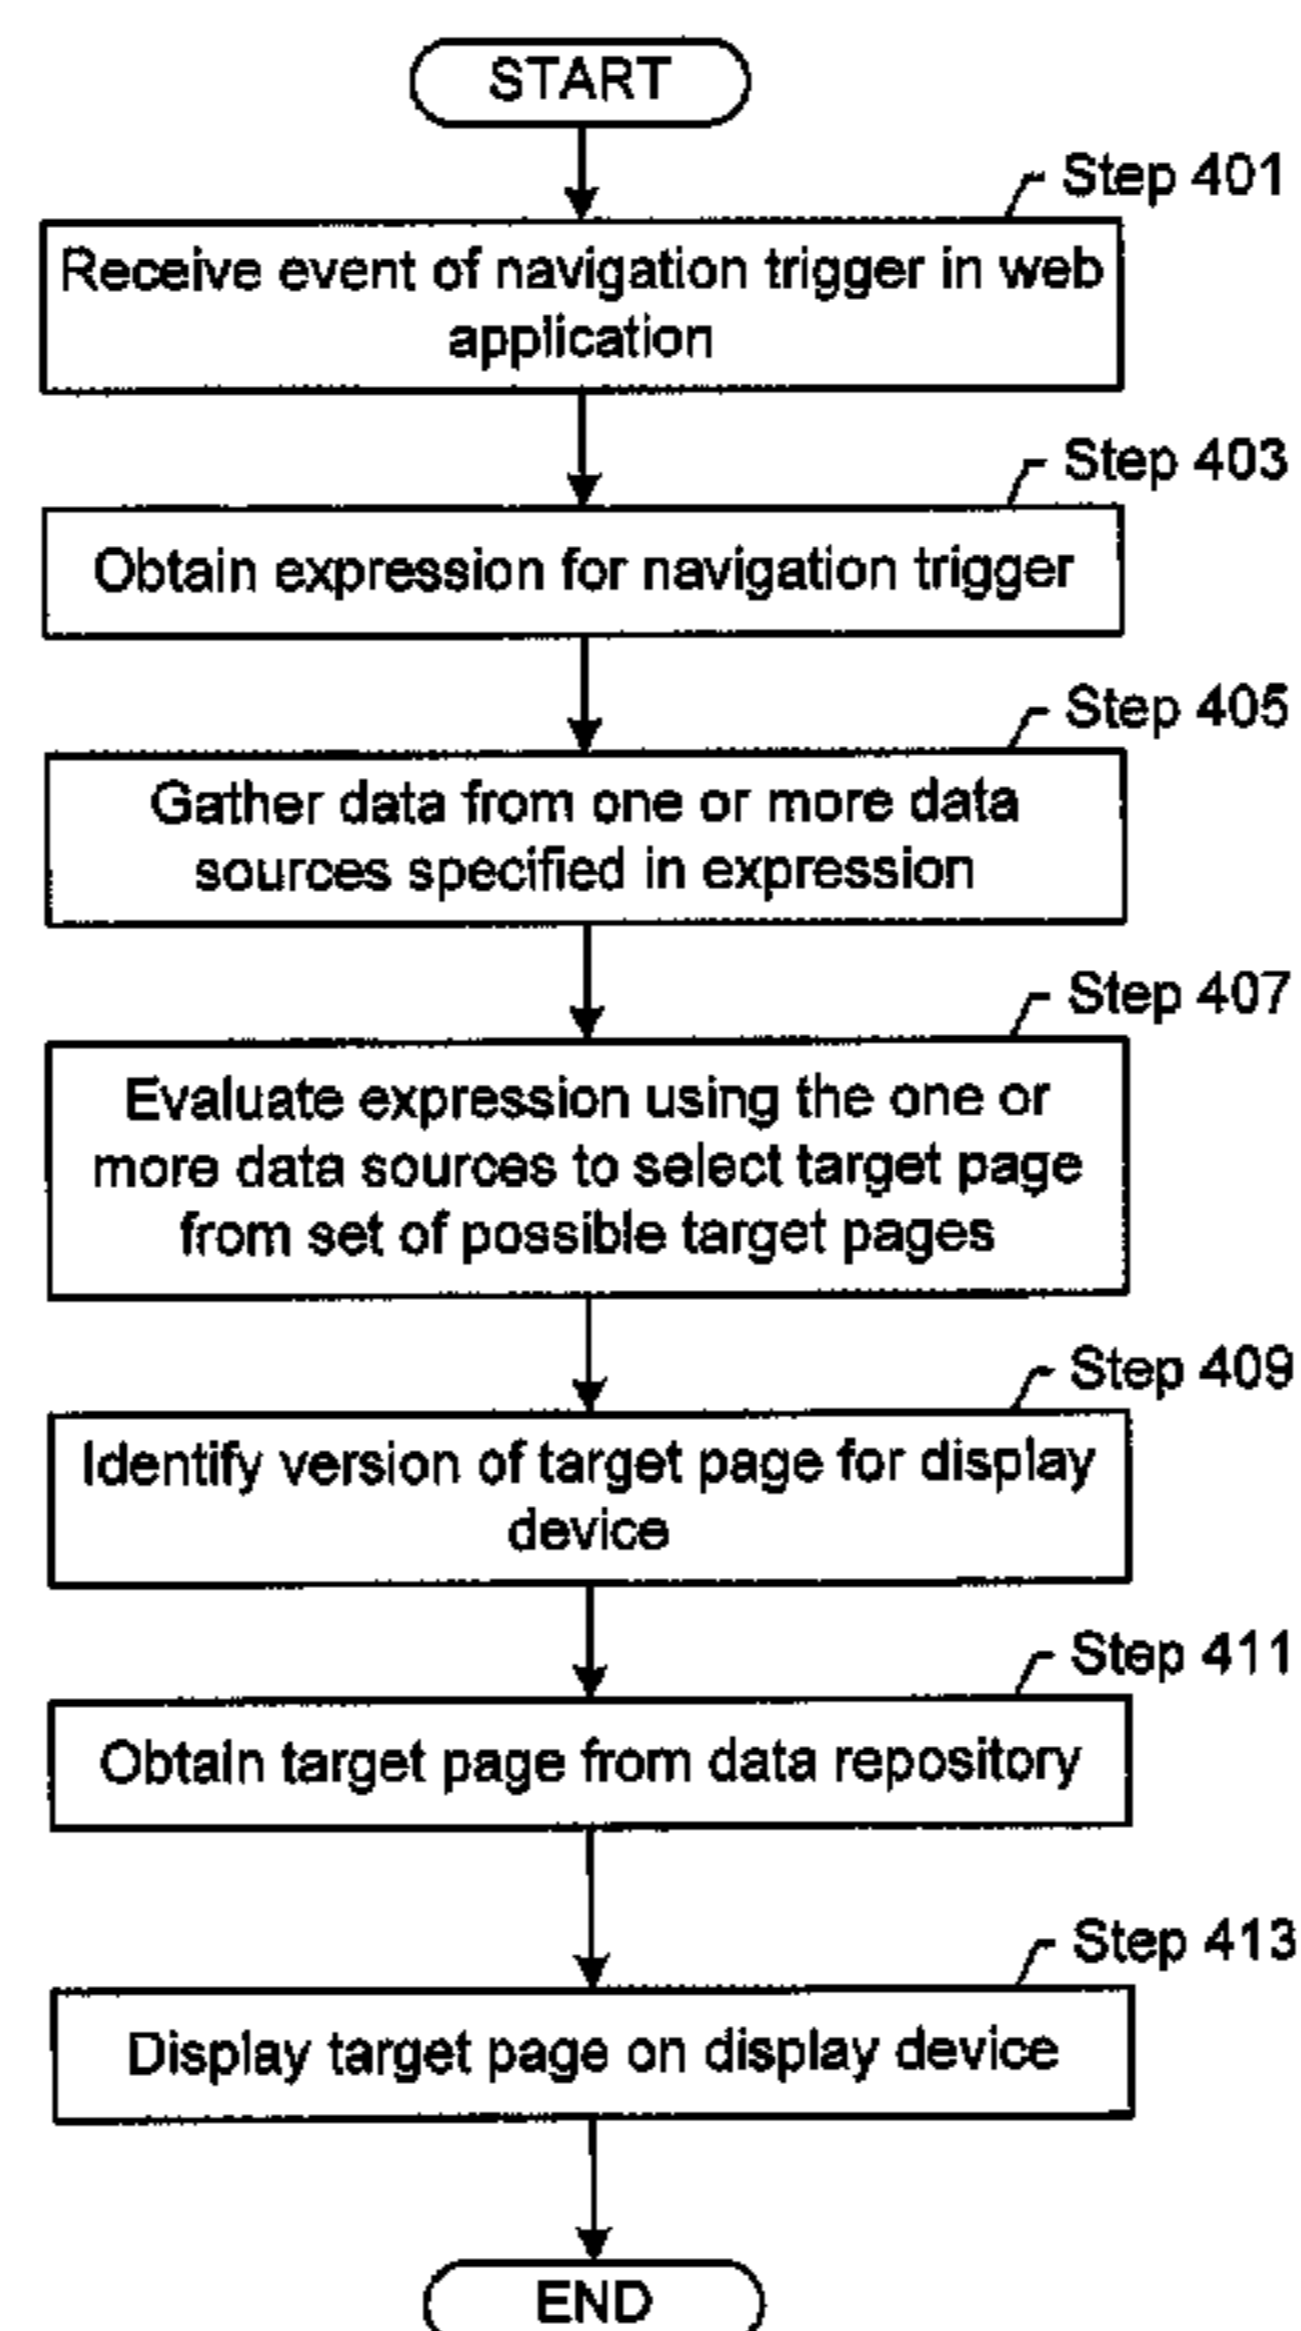 START
Step 401
Receive event of navigation trigger in web
application
Step 403
Obtain expression for navigation trigger
Step 405
Gather data from one or more data
sources specified in expression
Step 407
Evaluate expression using the one or
more data sources to select target page
from set of possible target pages
Step 409
Identify version of target page for display
device
Step 411
Obtain target page from data repository
Step 413
Display target page on display device
END